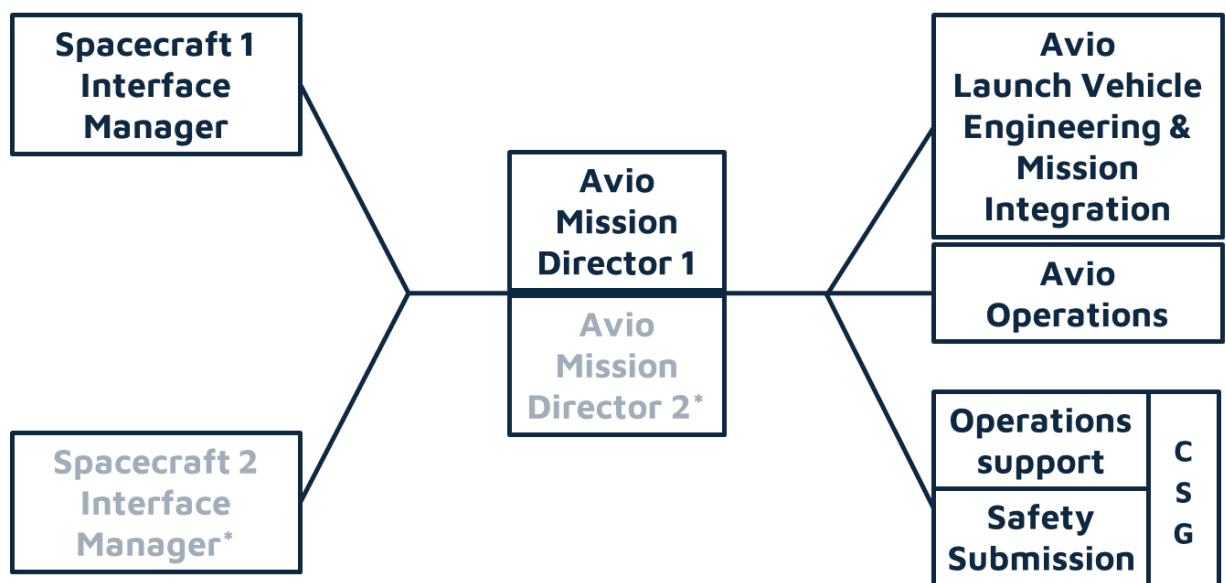 Spacecraft 1
Interface
Manager
Spacecraft 2
Interface
Manager*
Avio
Mission
Director 1
Avio
Mission
Director 2*
Avio
Launch Vehicle
Engineering &
Mission
Integration
Avio
Operations
Operations
support
Safety
Submission
C
S
G